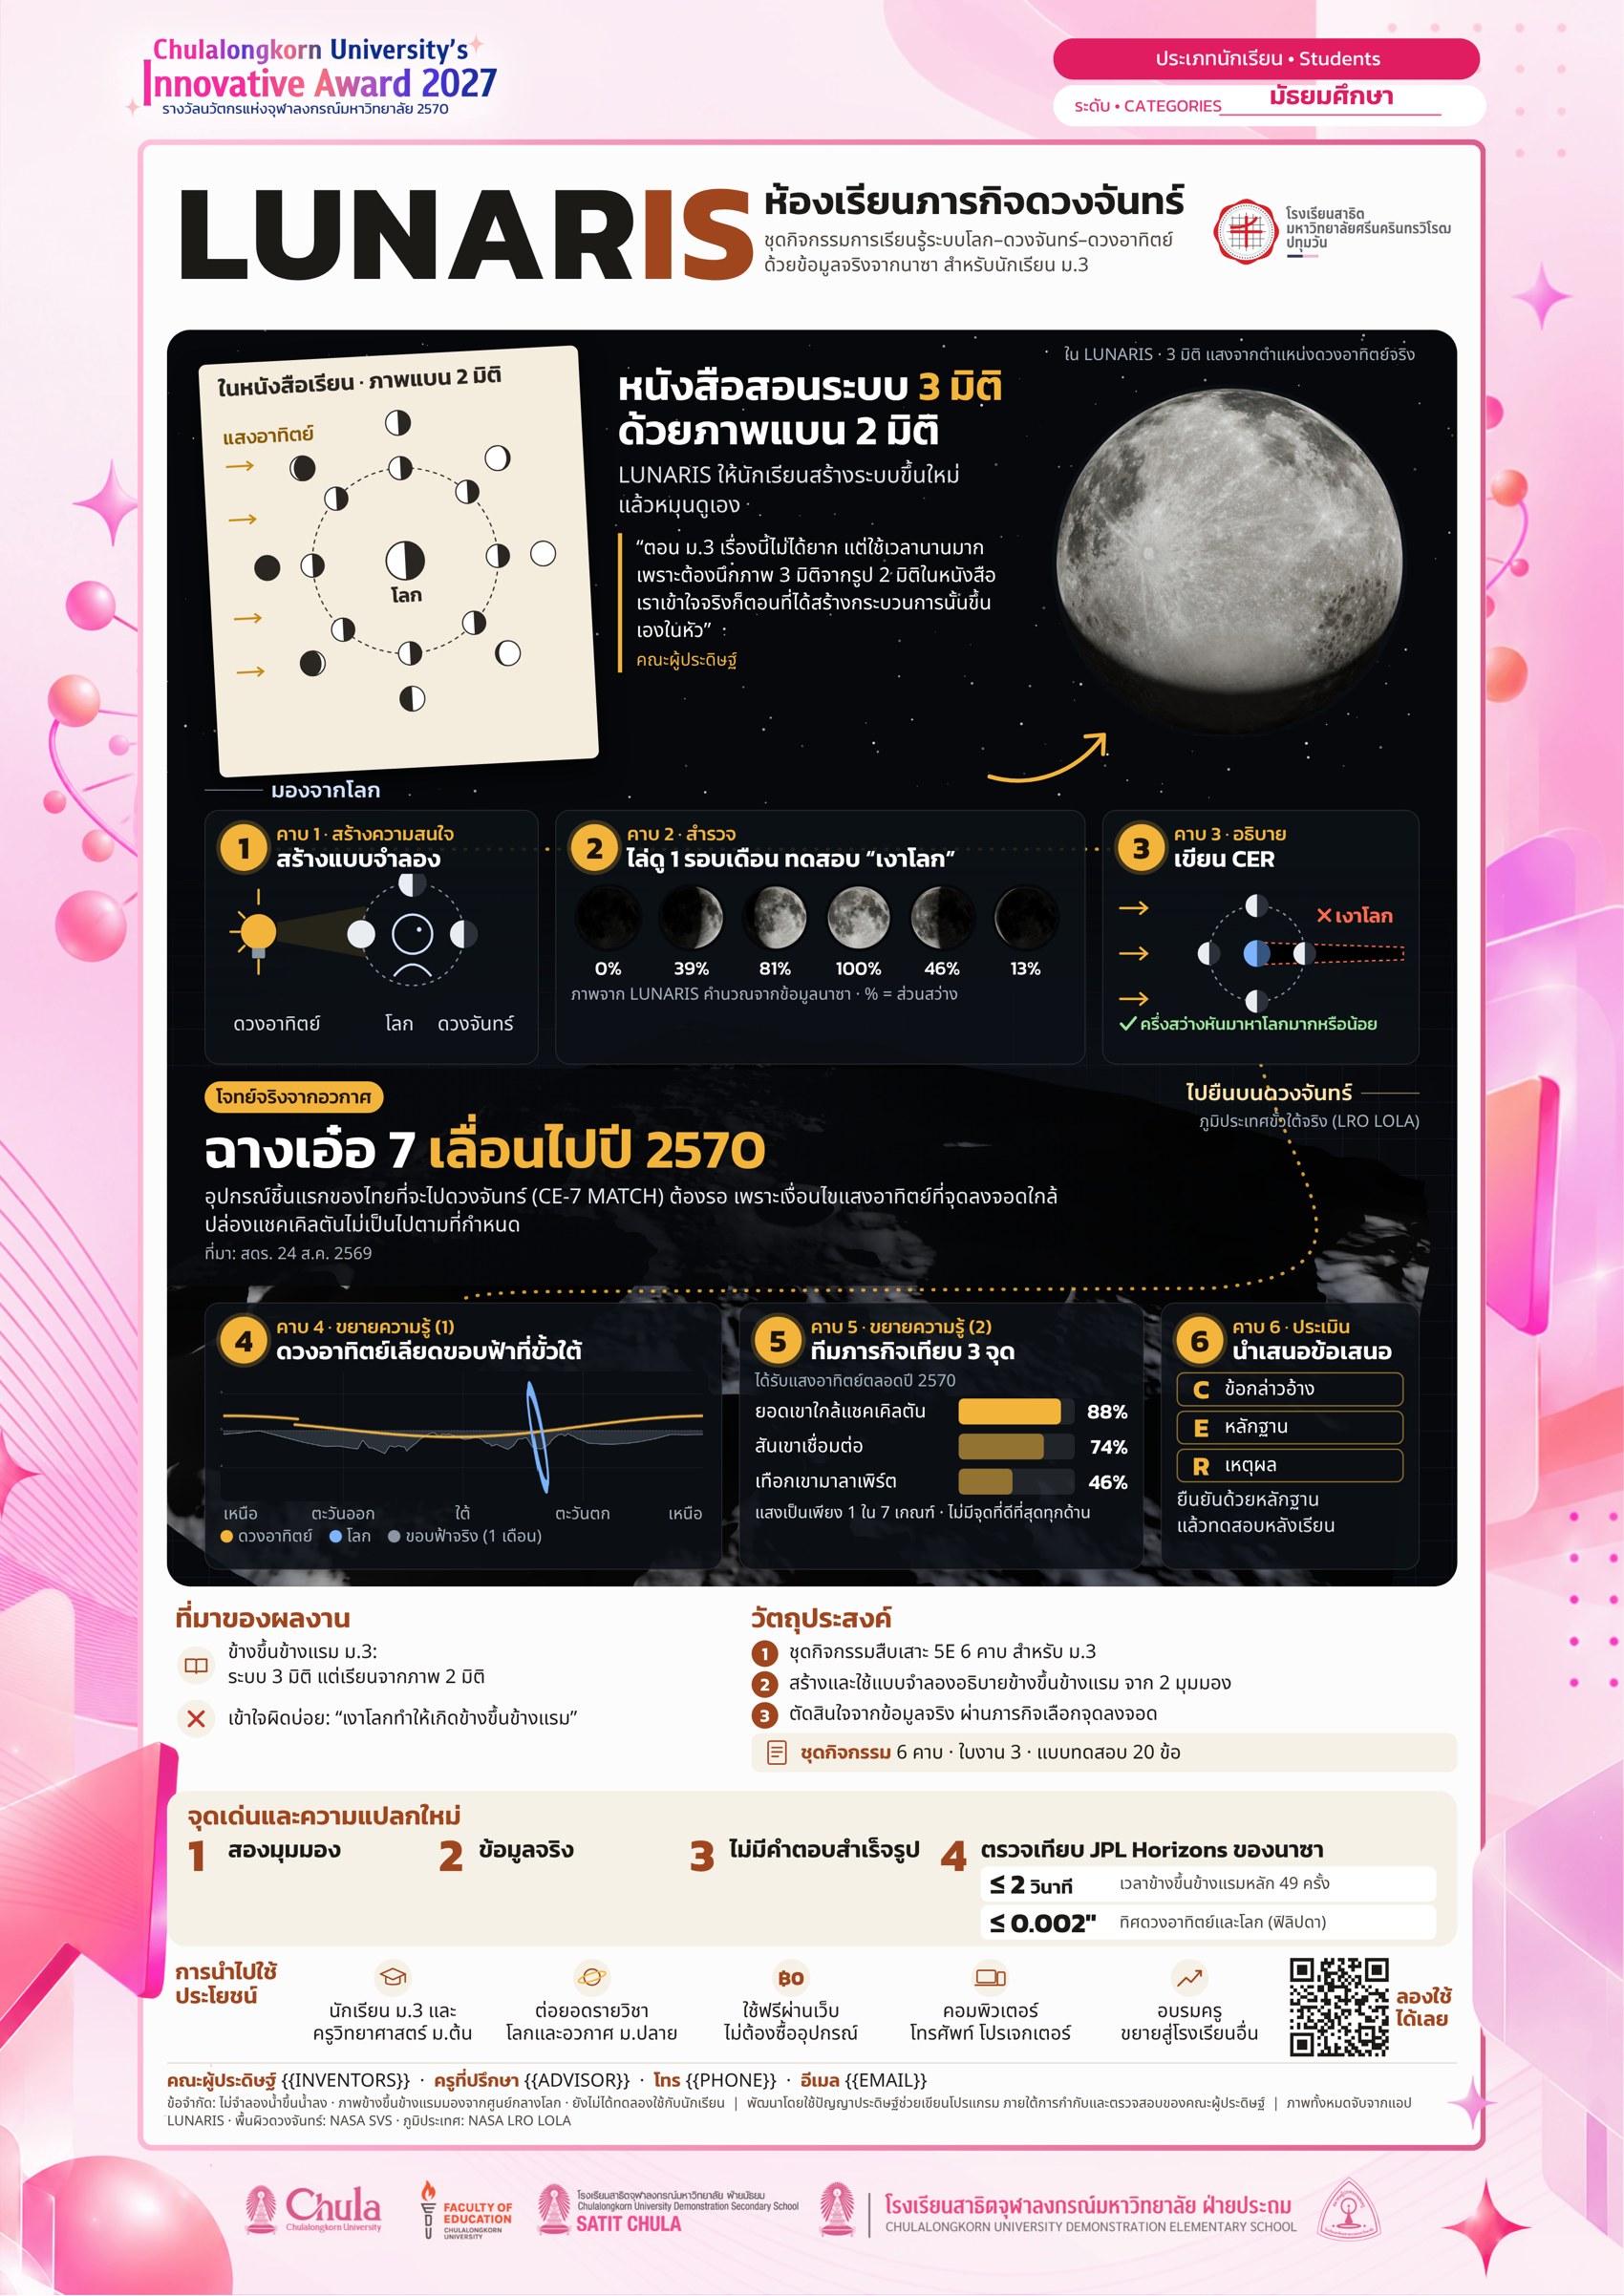 Chulalongkorn University's
Innovative Award 2027
รางวัลนวัตกรแห่งจุฬาลงกรณ์มหาวิทยาลัย 2570
ประเภทนักเรียน • Students
ระดับ • CATEGORIES มัธยมศึกษา
LUNARIS
ห้องเรียนภารกิจดวงจันทร์
ชุดกิจกรรมการเรียนรู้ระบบโลก–ดวงจันทร์–ดวงอาทิตย์
ด้วยข้อมูลจริงจากนาซา สำหรับนักเรียน ม.3
โรงเรียนสาธิต
มหาวิทยาลัยศรีนครินทรวิโรฒ
ปทุมวัน
ในหนังสือเรียน · ภาพแบน 2 มิติ
แสงอาทิตย์
โลก
หนังสือสอนระบบ 3 มิติ
ด้วยภาพแบน 2 มิติ
LUNARIS ให้นักเรียนสร้างระบบขึ้นใหม่
แล้วหมุนดูเอง
“ตอน ม.3 เรื่องนี้ไม่ได้ยาก แต่ใช้เวลานานมาก
เพราะต้องนึกภาพ 3 มิติจากรูป 2 มิติในหนังสือ
เราเข้าใจจริงก็ตอนที่ได้สร้างกระบวนการนั้นขึ้น
เองในหัว”
คณะผู้ประดิษฐ์
ใน LUNARIS · 3 มิติ แสงจากตำแหน่งดวงอาทิตย์จริง
มองจากโลก
1
คาบ 1 · สร้างความสนใจ
สร้างแบบจำลอง
ดวงอาทิตย์ โลก ดวงจันทร์
2
คาบ 2 · สำรวจ
ไล่ดู 1 รอบเดือน ทดสอบ “เงาโลก”
0% 39% 81% 100% 46% 13%
ภาพจาก LUNARIS คำนวณจากข้อมูลนาซา · % = ส่วนสว่าง
3
คาบ 3 · อธิบาย
เขียน CER
✕ เงาโลก
✓ ครึ่งสว่างหันมาหาโลกมากหรือน้อย
โจทย์จริงจากอวกาศ
ฉางเอ๋อ 7 เลื่อนไปปี 2570
อุปกรณ์ชิ้นแรกของไทยที่จะไปดวงจันทร์ (CE-7 MATCH) ต้องรอ เพราะเงื่อนไขแสงอาทิตย์ที่จุดลงจอดใกล้
ปล่องแชคเคิลตันไม่เป็นไปตามที่กำหนด
ที่มา: สดร. 24 ส.ค. 2569
ไปยืนบนดวงจันทร์
ภูมิประเทศขั้วใต้จริง (LRO LOLA)
4
คาบ 4 · ขยายความรู้ (1)
ดวงอาทิตย์เลียดขอบฟ้าที่ขั้วใต้
เหนือ ตะวันออก ใต้ ตะวันตก เหนือ
ดวงอาทิตย์ โลก ขอบฟ้าจริง (1 เดือน)
5
คาบ 5 · ขยายความรู้ (2)
ทีมภารกิจเทียบ 3 จุด
ได้รับแสงอาทิตย์ตลอดปี 2570
ยอดเขาใกล้แชคเคิลตัน 88%
สันเขาเชื่อมต่อ 74%
เทือกเขามาลาเพิร์ต 46%
แสงเป็นเพียง 1 ใน 7 เกณฑ์ · ไม่มีจุดที่ดีที่สุดทุกด้าน
6
คาบ 6 · ประเมิน
นำเสนอข้อเสนอ
C ข้อกล่าวอ้าง
E หลักฐาน
R เหตุผล
ยืนยันด้วยหลักฐาน
แล้วทดสอบหลังเรียน
ที่มาของผลงาน
ข้างขึ้นข้างแรม ม.3:
ระบบ 3 มิติ แต่เรียนจากภาพ 2 มิติ
เข้าใจผิดบ่อย: “เงาโลกทำให้เกิดข้างขึ้นข้างแรม”
วัตถุประสงค์
1 ชุดกิจกรรมสืบเสาะ 5E 6 คาบ สำหรับ ม.3
2 สร้างและใช้แบบจำลองอธิบายข้างขึ้นข้างแรม จาก 2 มุมมอง
3 ตัดสินใจจากข้อมูลจริง ผ่านภารกิจเลือกจุดลงจอด
ชุดกิจกรรม 6 คาบ · ใบงาน 3 · แบบทดสอบ 20 ข้อ
จุดเด่นและความแปลกใหม่
1 สองมุมมอง
2 ข้อมูลจริง
3 ไม่มีคำตอบสำเร็จรูป
4 ตรวจเทียบ JPL Horizons ของนาซา
≤ 2 วินาที เวลาข้างขึ้นข้างแรมหลัก 49 ครั้ง
≤ 0.002" ทิศดวงอาทิตย์และโลก (ฟิลิปดา)
การนำไปใช้
ประโยชน์
นักเรียน ม.3 และ
ครูวิทยาศาสตร์ ม.ต้น
ต่อยอดรายวิชา
โลกและอวกาศ ม.ปลาย
฿0
ใช้ฟรีผ่านเว็บ
ไม่ต้องซื้ออุปกรณ์
คอมพิวเตอร์
โทรศัพท์ โปรเจกเตอร์
อบรมครู
ขยายสู่โรงเรียนอื่น
ลองใช้
ได้เลย
คณะผู้ประดิษฐ์ {{INVENTORS}} · ครูที่ปรึกษา {{ADVISOR}} · โทร {{PHONE}} · อีเมล {{EMAIL}}
ข้อจำกัด: ไม่จำลองน้ำขึ้นน้ำลง · ภาพข้างขึ้นข้างแรมมองจากศูนย์กลางโลก · ยังไม่ได้ทดลองใช้กับนักเรียน | พัฒนาโดยใช้ปัญญาประดิษฐ์ช่วยเขียนโปรแกรม ภายใต้การกำกับและตรวจสอบของคณะผู้ประดิษฐ์ | ภาพทั้งหมดจับจากแอป
LUNARIS · พื้นผิวดวงจันทร์: NASA SVS · ภูมิประเทศ: NASA LRO LOLA
Chula
Chulalongkorn University
FACULTY OF
EDUCATION
CHULALONGKORN
UNIVERSITY
โรงเรียนสาธิตจุฬาลงกรณ์มหาวิทยาลัย ฝ่ายมัธยม
Chulalongkorn University Demonstration Secondary School
SATIT CHULA
โรงเรียนสาธิตจุฬาลงกรณ์มหาวิทยาลัย ฝ่ายประถม
CHULALONGKORN UNIVERSITY DEMONSTRATION ELEMENTARY SCHOOL